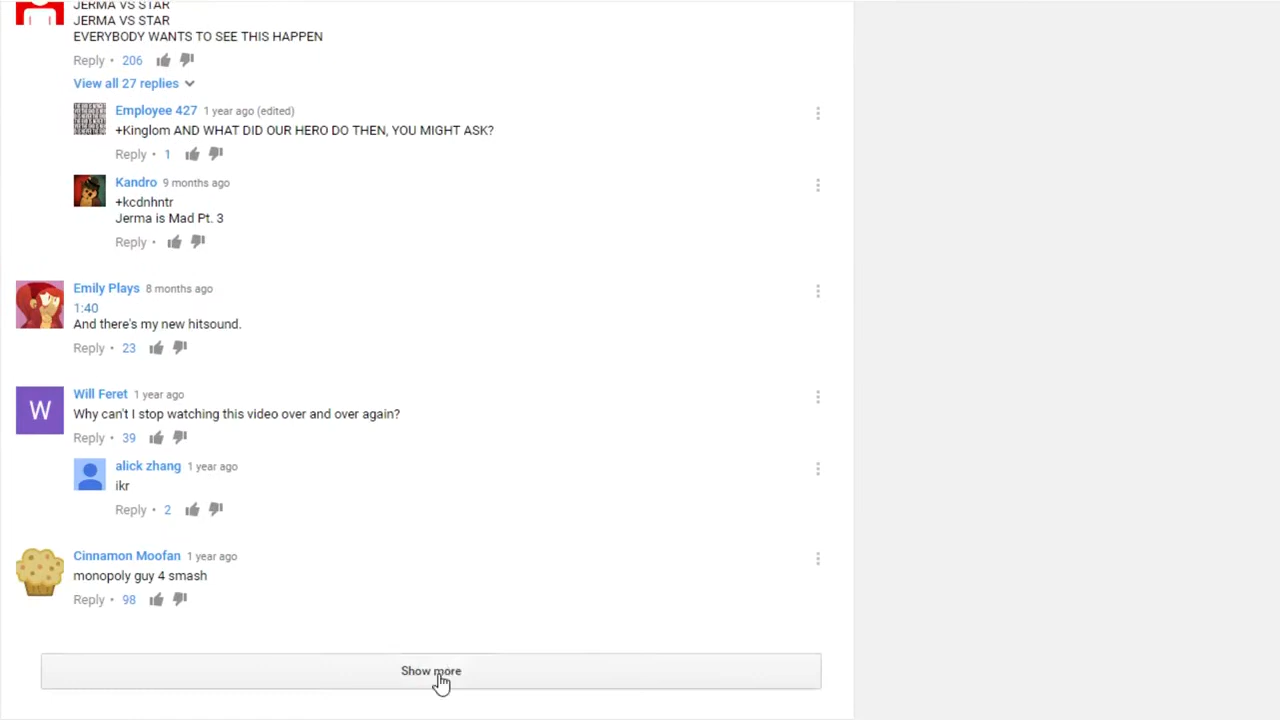 JERMA VS STAR
JERMA VS STAR
EVERYBODY WANTS TO SEE THIS HAPPEN
Reply • 206
View all 27 replies
Employee 427 1 year ago (edited)
+Kinglom AND WHAT DID OUR HERO DO THEN, YOU MIGHT ASK?
Reply • 1
Kandro 9 months ago
+kcdnhntr
Jerma is Mad Pt. 3
Reply •
Emily Plays 8 months ago
1:40
And there's my new hitsound.
Reply • 23
W
Will Feret 1 year ago
Why can't I stop watching this video over and over again?
Reply • 39
alick zhang 1 year ago
ikr
Reply • 2
Cinnamon Moofan 1 year ago
monopoly guy 4 smash
Reply • 98
Show more